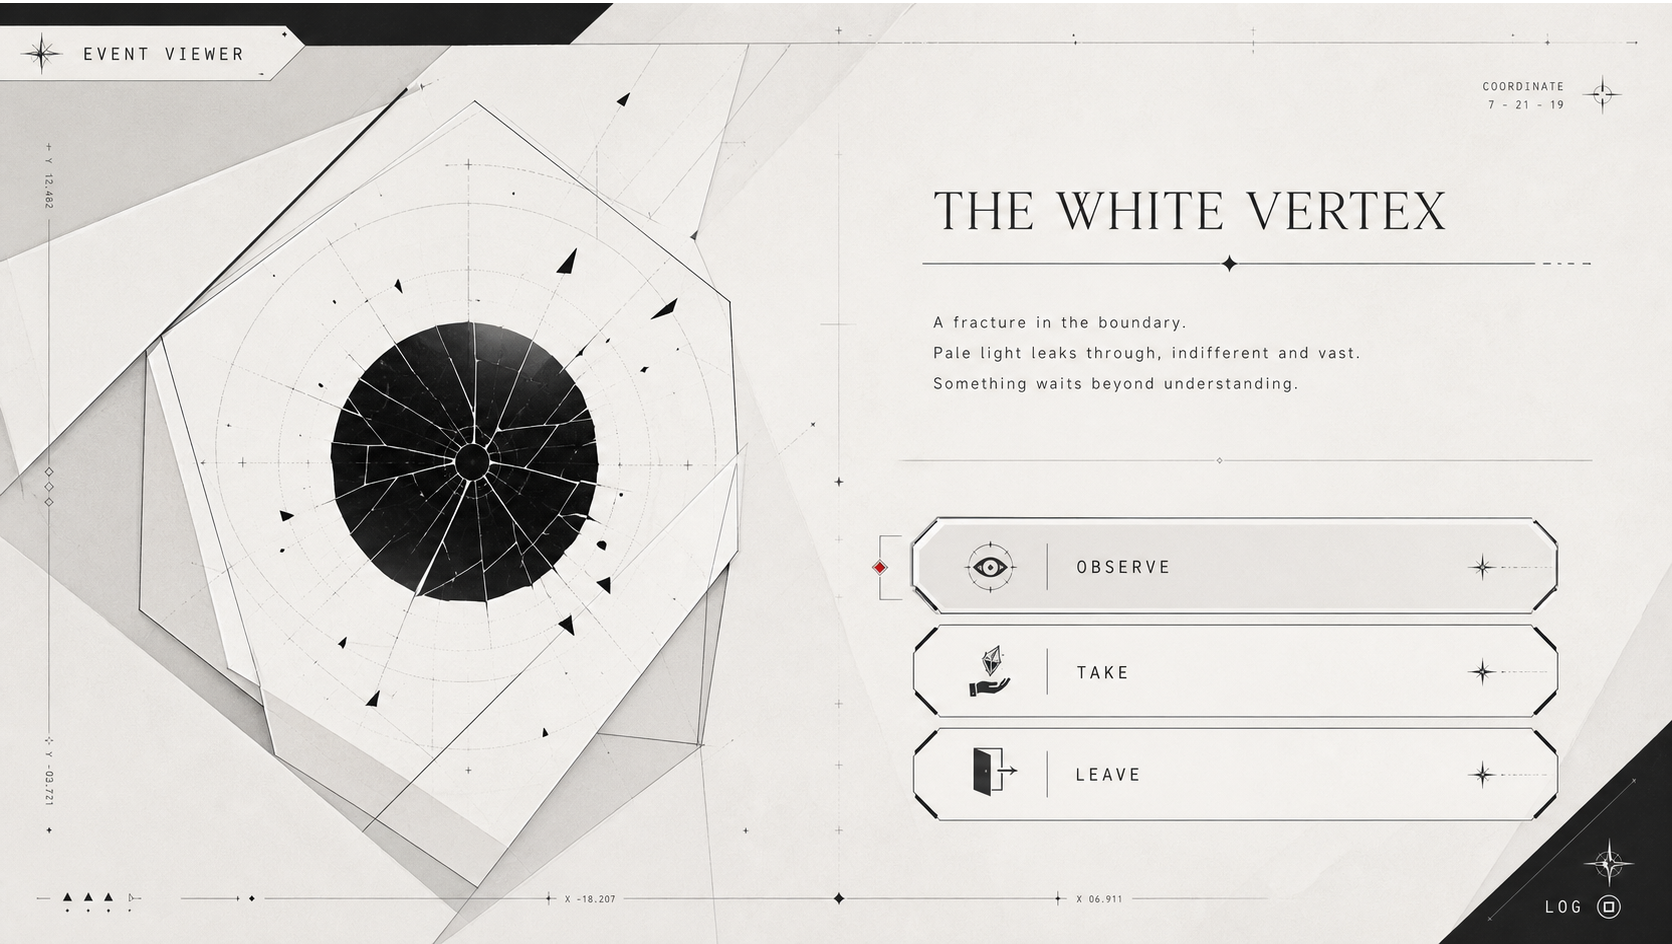 EVENT VIEWER
COORDINATE
7 - 21 - 19
Y 12.482
THE WHITE VERTEX
A fracture in the boundary.
Pale light leaks through, indifferent and vast.
Something waits beyond understanding.
OBSERVE
TAKE
LEAVE
Y -03.721
X -18.207
X 06.911
LOG